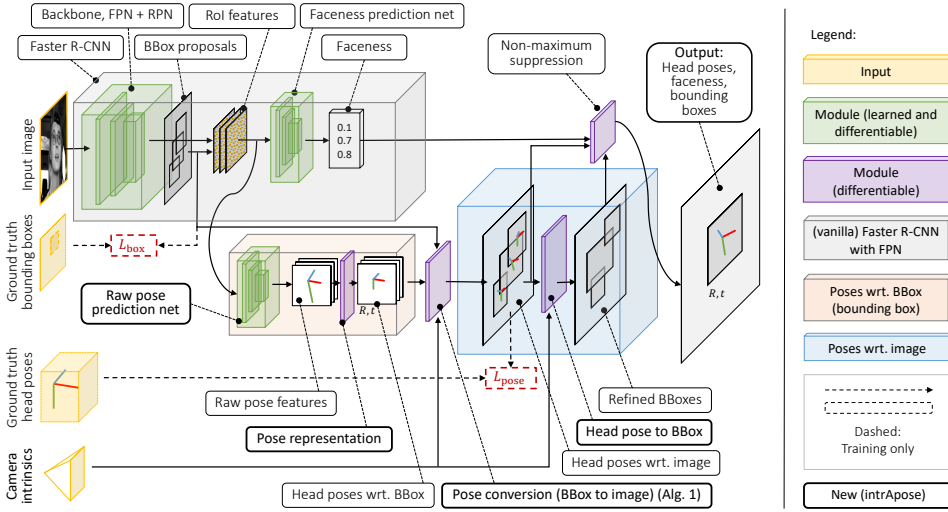 Backbone, FPN + RPN
RoI features
Faceness prediction net
Faster R-CNN
BBox proposals
Faceness
Non-maximum
suppression
Output:
Head poses,
faceness,
bounding
boxes
Input image
0.1
0.7
0.8
Ground truth
bounding boxes
L_box
Raw pose
prediction net
R, t
R, t
Ground truth
head poses
L_pose
Raw pose features
Refined BBoxes
Pose representation
Head pose to BBox
Camera
intrinsics
Head poses wrt. image
Head poses wrt. BBox
Pose conversion (BBox to image) (Alg. 1)
Legend:
Input
Module (learned and
differentiable)
Module
(differentiable)
(vanilla) Faster R-CNN
with FPN
Poses wrt. BBox
(bounding box)
Poses wrt. image
Dashed:
Training only
New (intrApose)